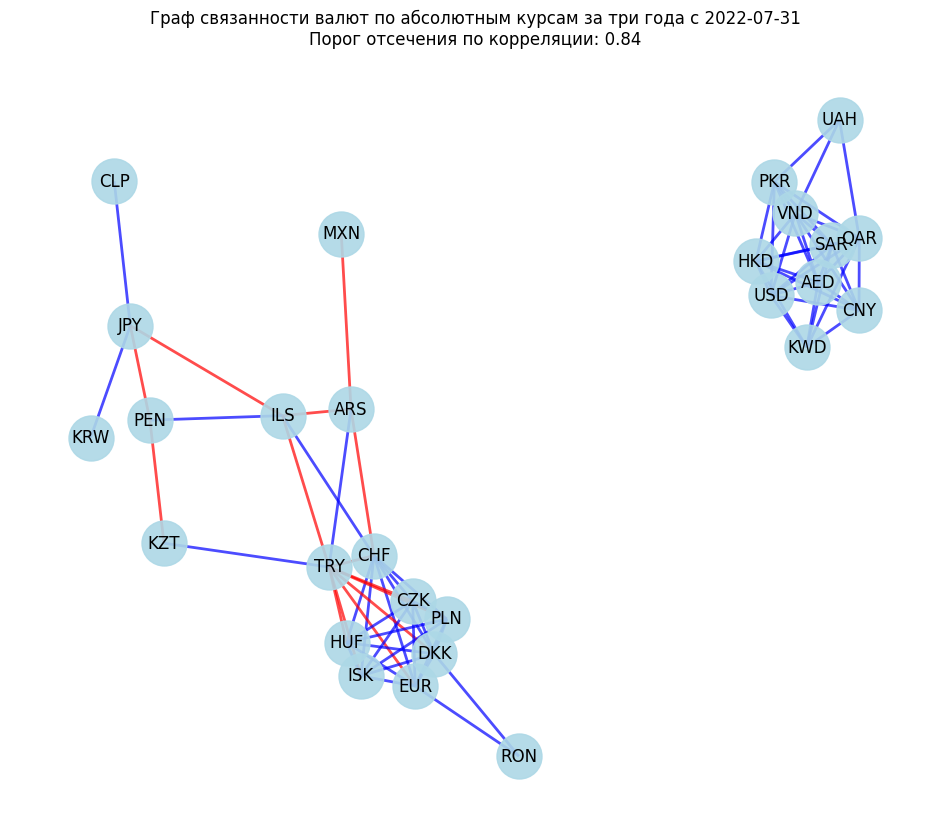 Граф связанности валют по абсолютным курсам за три года с 2022-07-31
Порог отсечения по корреляции: 0.84
UAH
CLP
PKR
VND
MXN
SAR
QAR
HKD
AED
USD
CNY
JPY
KWD
ARS
ILS
PEN
KRW
KZT
CHF
TRY
CZK
PLN
HUF
DKK
ISK
EUR
RON